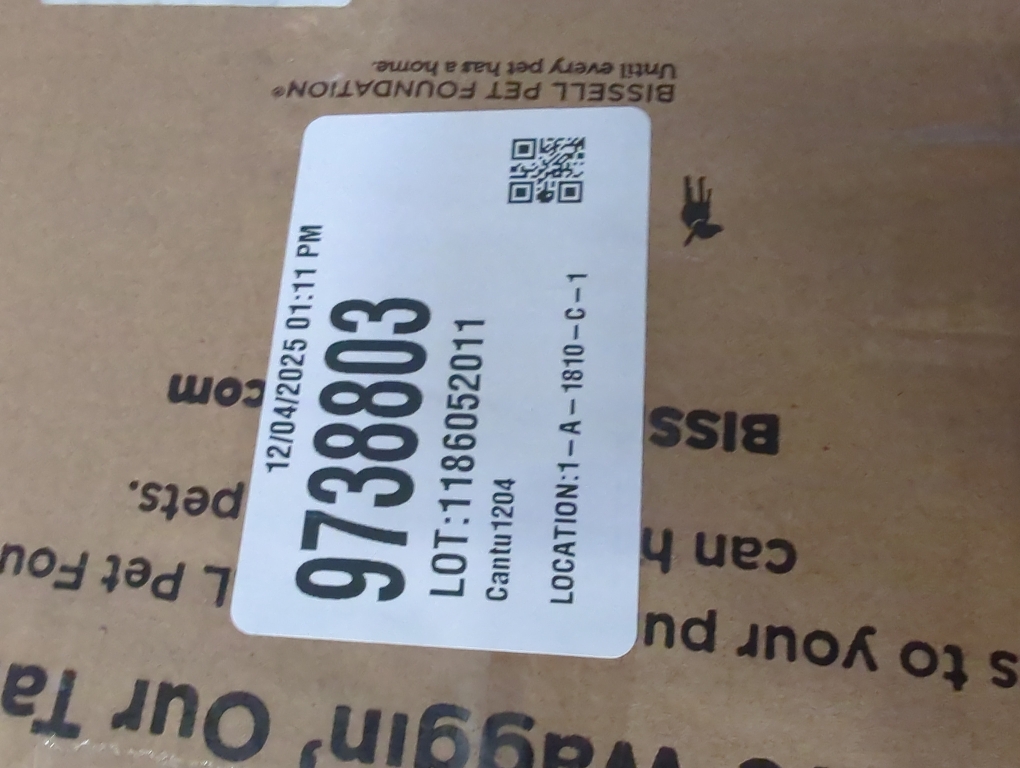 12/04/2025 01:11 PM
9738803
LOT:1186052011
Cantu1204
LOCATION:1-A-1810-C-1
Waggin' Our Ta
s to your pu
can h
L Pet Fou
BISS
pets.
com
BISSELL PET FOUNDATION®
Until every pet has a home.